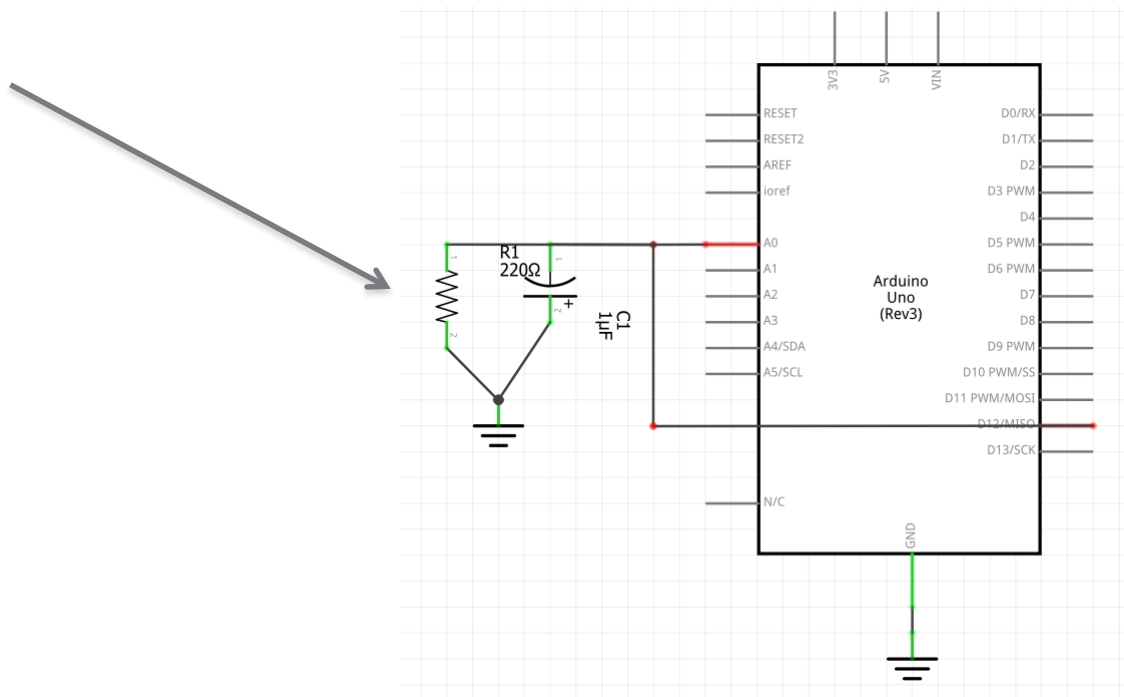 3V3
5V
VIN
RESET
RESET2
AREF
ioref
A0
A1
A2
A3
A4/SDA
A5/SCL
N/C
D0/RX
D1/TX
D2
D3 PWM
D4
D5 PWM
D6 PWM
D7
D8
D9 PWM
D10 PWM/SS
D11 PWM/MOSI
D12/MISO
D13/SCK
GND
Arduino
Uno
(Rev3)
R1
220Ω
1
2
1
2
+
C1
1µF